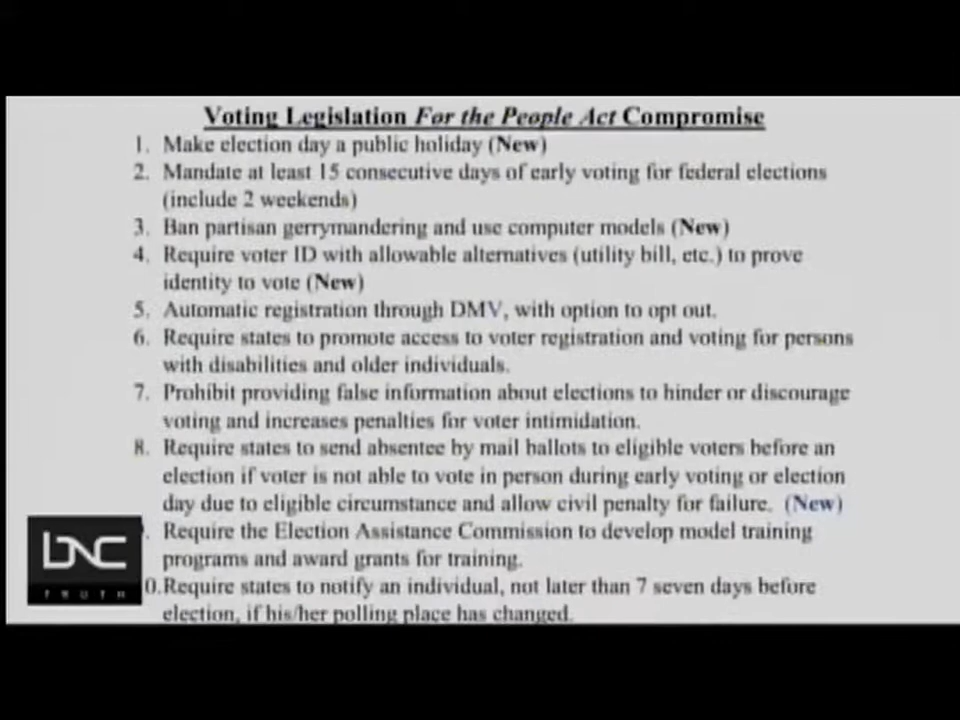 Voting Legislation For the People Act Compromise
1. Make election day a public holiday (New)
2. Mandate at least 15 consecutive days of early voting for federal elections
(include 2 weekends)
3. Ban partisan gerrymandering and use computer models (New)
4. Require voter ID with allowable alternatives (utility bill, etc.) to prove
identity to vote (New)
5. Automatic registration through DMV, with option to opt out.
6. Require states to promote access to voter registration and voting for persons
with disabilities and older individuals.
7. Prohibit providing false information about elections to hinder or discourage
voting and increases penalties for voter intimidation.
8. Require states to send absentee by mail ballots to eligible voters before an
election if voter is not able to vote in person during early voting or election
day due to eligible circumstance and allow civil penalty for failure. (New)
. Require the Election Assistance Commission to develop model training
programs and award grants for training.
0. Require states to notify an individual, not later than 7 seven days before
election, if his/her polling place has changed.
bNC
TRUTH